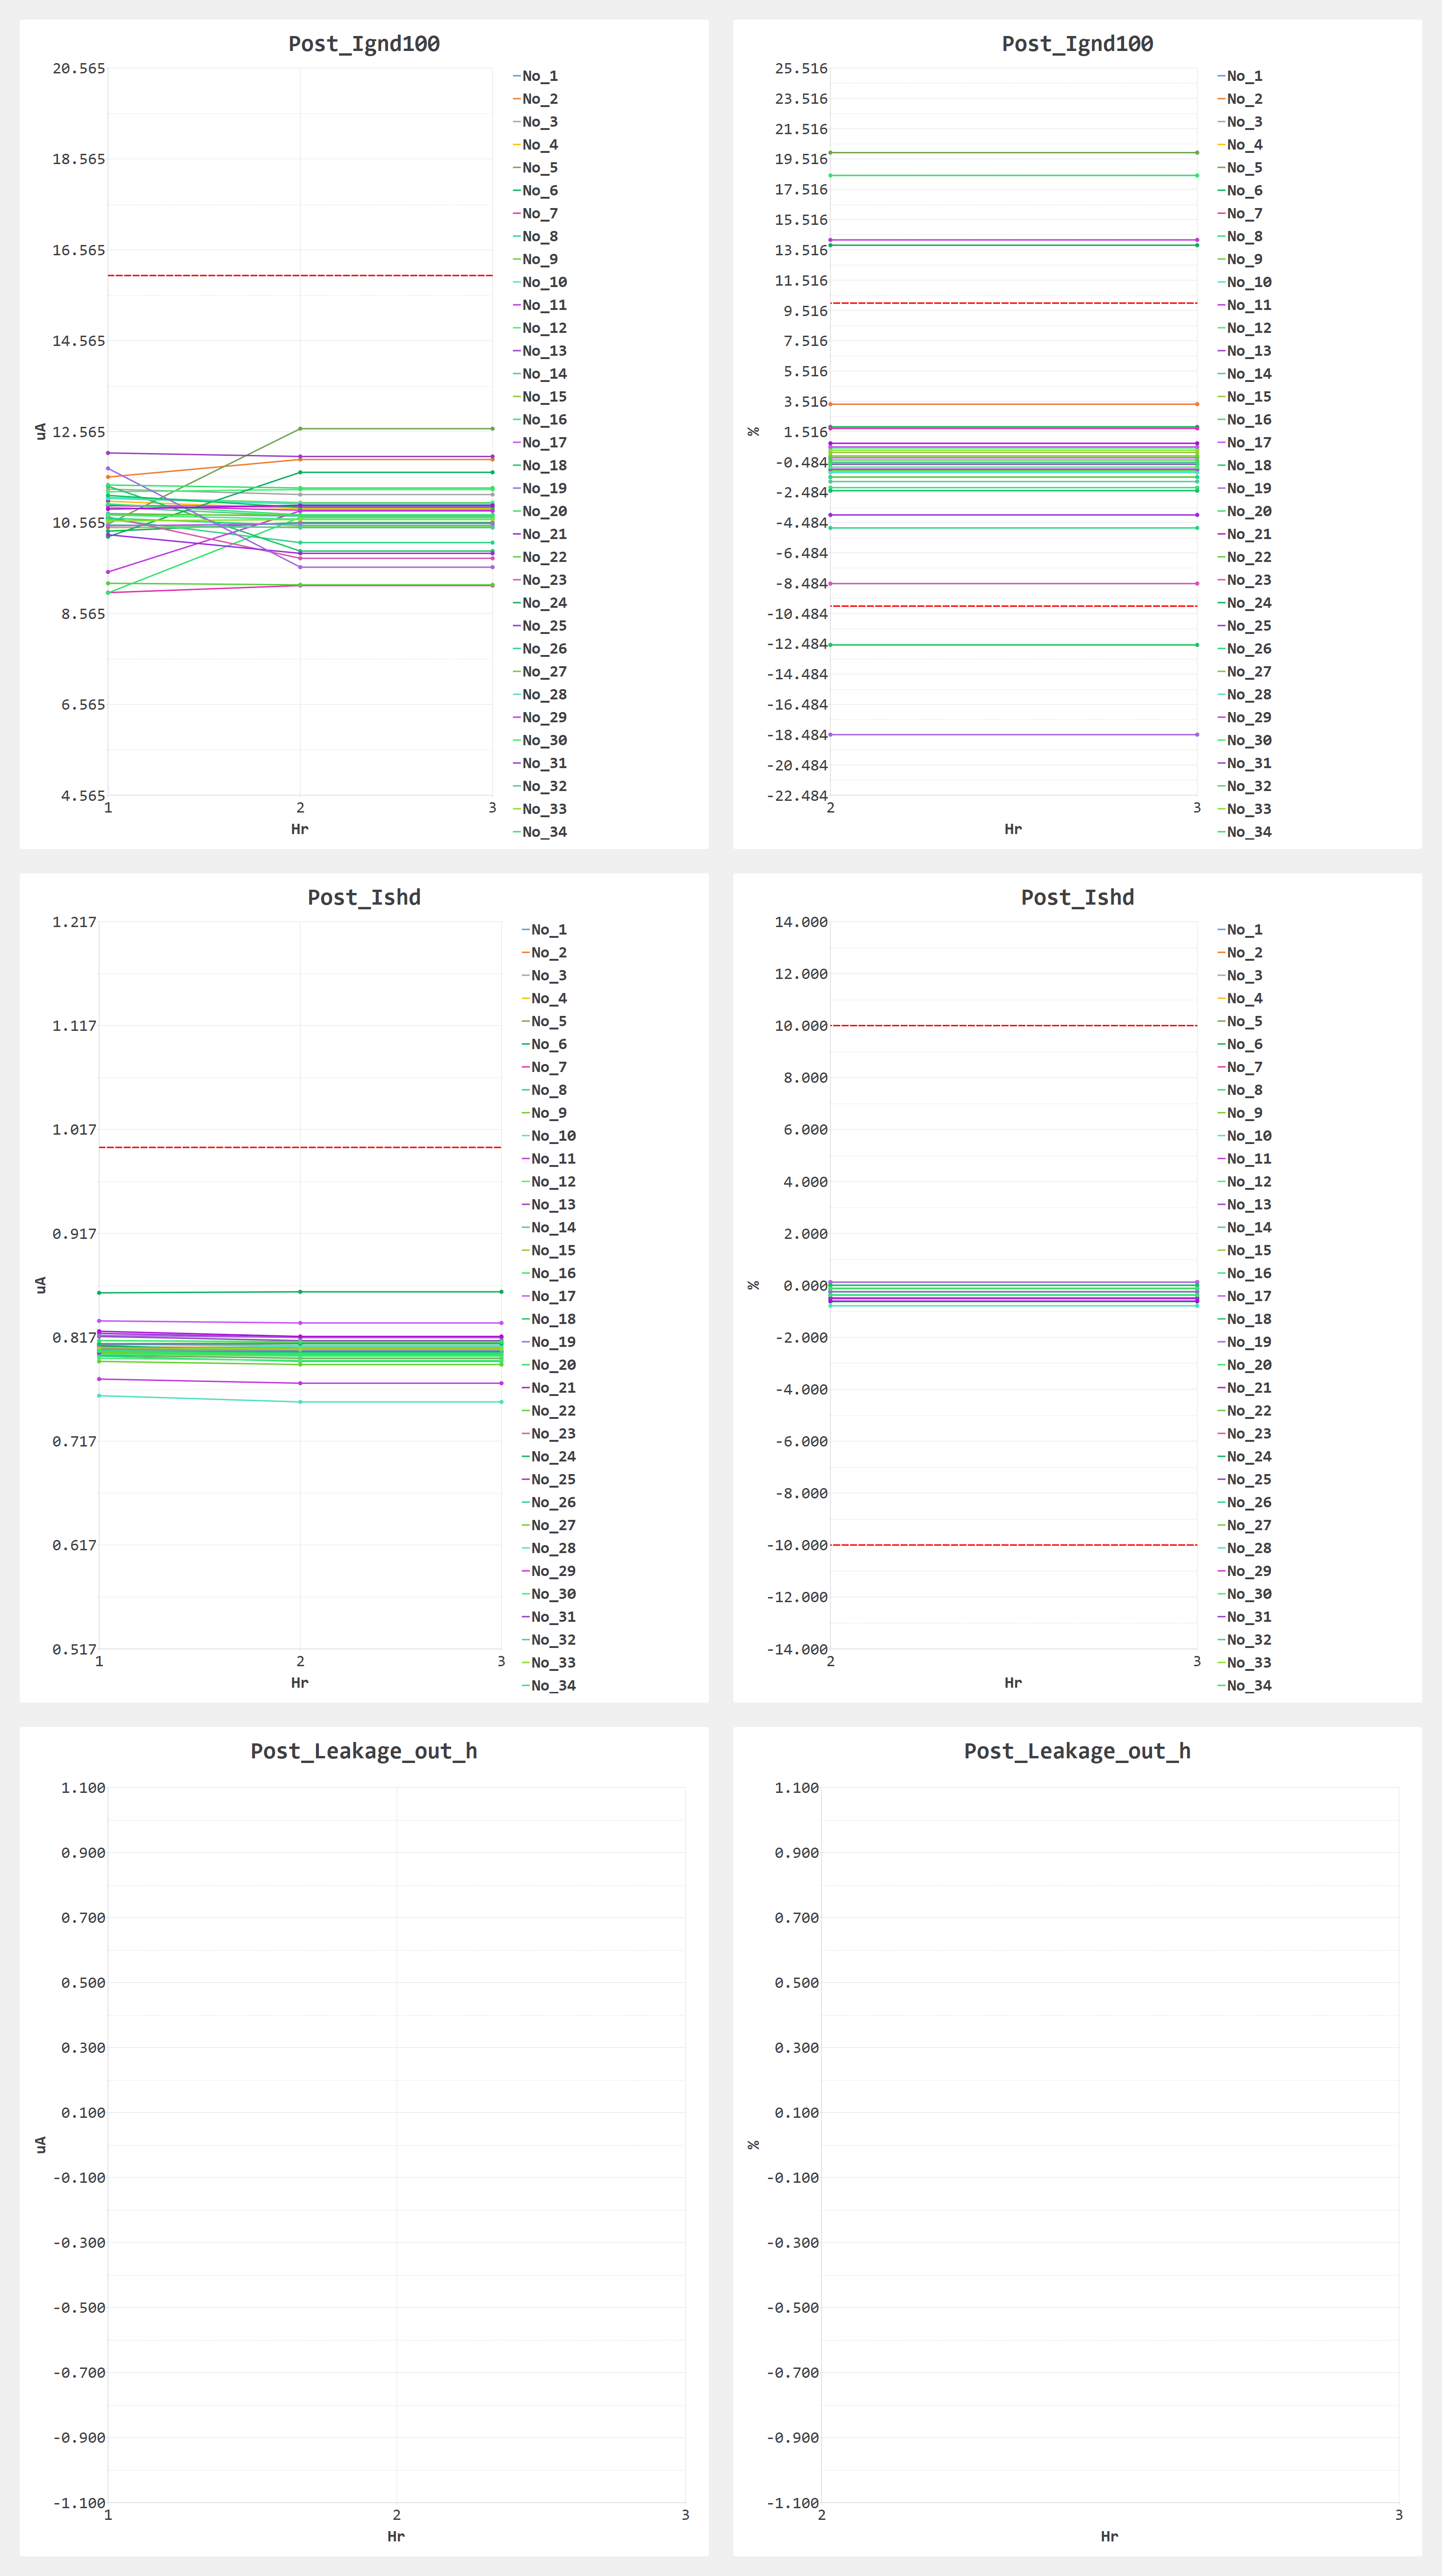 Post_Ignd100
20.565
18.565
16.565
14.565
12.565
10.565
8.565
6.565
4.565
uA
1
2
3
Hr
No_1
No_2
No_3
No_4
No_5
No_6
No_7
No_8
No_9
No_10
No_11
No_12
No_13
No_14
No_15
No_16
No_17
No_18
No_19
No_20
No_21
No_22
No_23
No_24
No_25
No_26
No_27
No_28
No_29
No_30
No_31
No_32
No_33
No_34
Post_Ignd100
25.516
23.516
21.516
19.516
17.516
15.516
13.516
11.516
9.516
7.516
5.516
3.516
1.516
-0.484
-2.484
-4.484
-6.484
-8.484
-10.484
-12.484
-14.484
-16.484
-18.484
-20.484
-22.484
%
2
3
Hr
No_1
No_2
No_3
No_4
No_5
No_6
No_7
No_8
No_9
No_10
No_11
No_12
No_13
No_14
No_15
No_16
No_17
No_18
No_19
No_20
No_21
No_22
No_23
No_24
No_25
No_26
No_27
No_28
No_29
No_30
No_31
No_32
No_33
No_34
Post_Ishd
1.217
1.117
1.017
0.917
0.817
0.717
0.617
0.517
uA
1
2
3
Hr
No_1
No_2
No_3
No_4
No_5
No_6
No_7
No_8
No_9
No_10
No_11
No_12
No_13
No_14
No_15
No_16
No_17
No_18
No_19
No_20
No_21
No_22
No_23
No_24
No_25
No_26
No_27
No_28
No_29
No_30
No_31
No_32
No_33
No_34
Post_Ishd
14.000
12.000
10.000
8.000
6.000
4.000
2.000
0.000
-2.000
-4.000
-6.000
-8.000
-10.000
-12.000
-14.000
%
2
3
Hr
No_1
No_2
No_3
No_4
No_5
No_6
No_7
No_8
No_9
No_10
No_11
No_12
No_13
No_14
No_15
No_16
No_17
No_18
No_19
No_20
No_21
No_22
No_23
No_24
No_25
No_26
No_27
No_28
No_29
No_30
No_31
No_32
No_33
No_34
Post_Leakage_out_h
1.100
0.900
0.700
0.500
0.300
0.100
-0.100
-0.300
-0.500
-0.700
-0.900
-1.100
uA
1
2
3
Hr
Post_Leakage_out_h
1.100
0.900
0.700
0.500
0.300
0.100
-0.100
-0.300
-0.500
-0.700
-0.900
-1.100
%
2
3
Hr